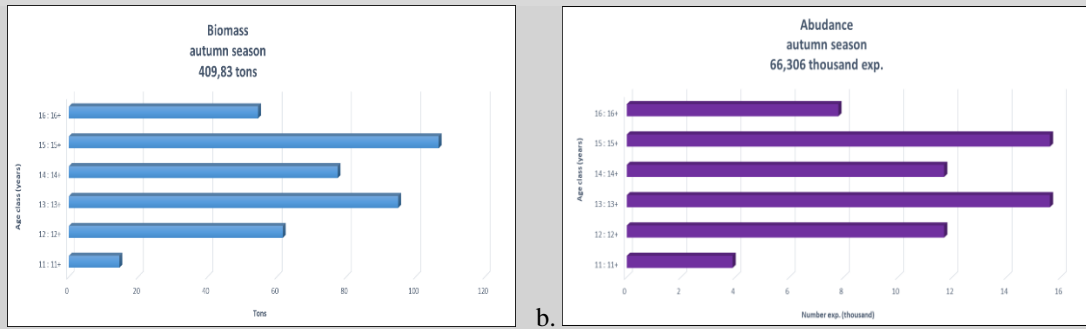 Biomass
autumn season
409,83 tons
Age class (years)
16 : 16+
15 : 15+
14 : 14+
13 : 13+
12 : 12+
11 : 11+
0 20 40 60 80 100 120
Tons
b.
Abudance
autumn season
66,306 thousand exp.
Age class (years)
16 : 16+
15 : 15+
14 : 14+
13 : 13+
12 : 12+
11 : 11+
0 2 4 6 8 10 12 14 16
Number exp. (thousand)